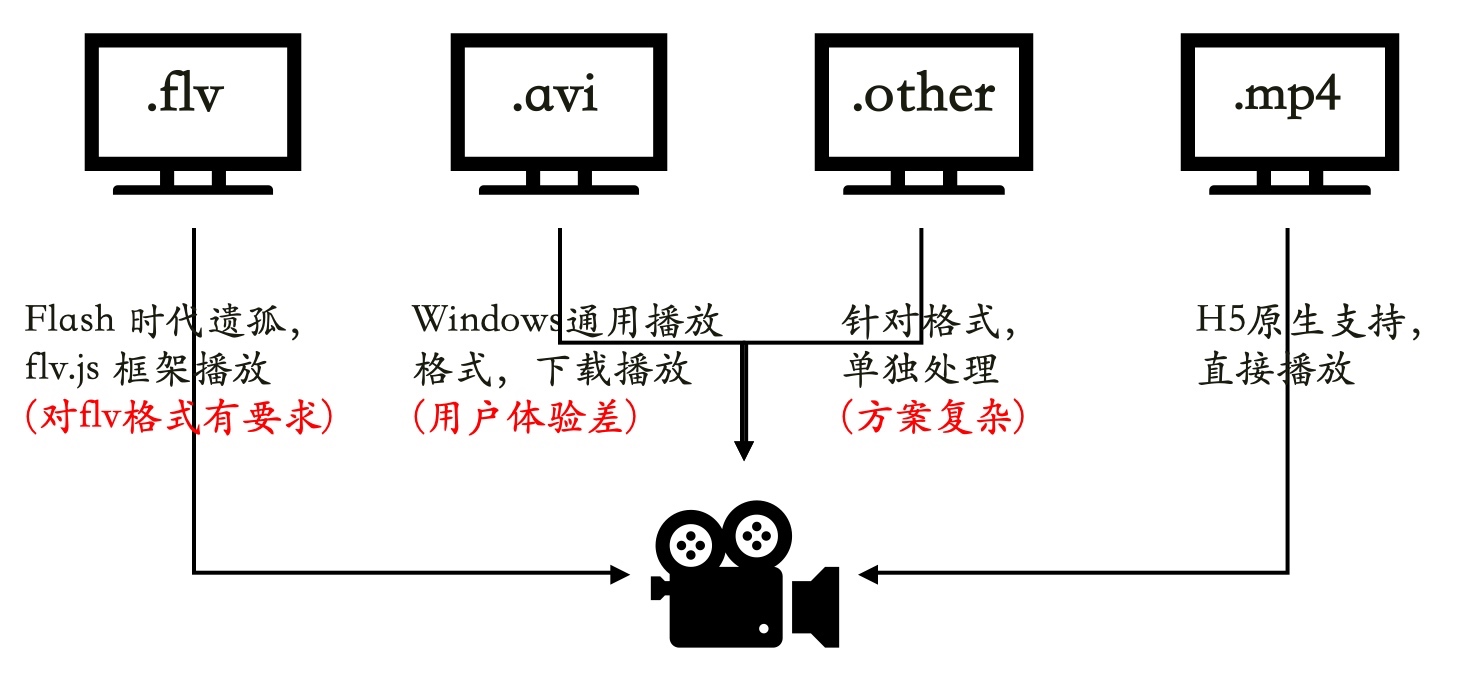 .flv
.avi
.other
.mp4
Flash 时代遗孤，
flv.js 框架播放
(对flv格式有要求)
Windows通用播放
格式，下载播放
(用户体验差)
针对格式，
单独处理
(方案复杂)
H5原生支持，
直接播放